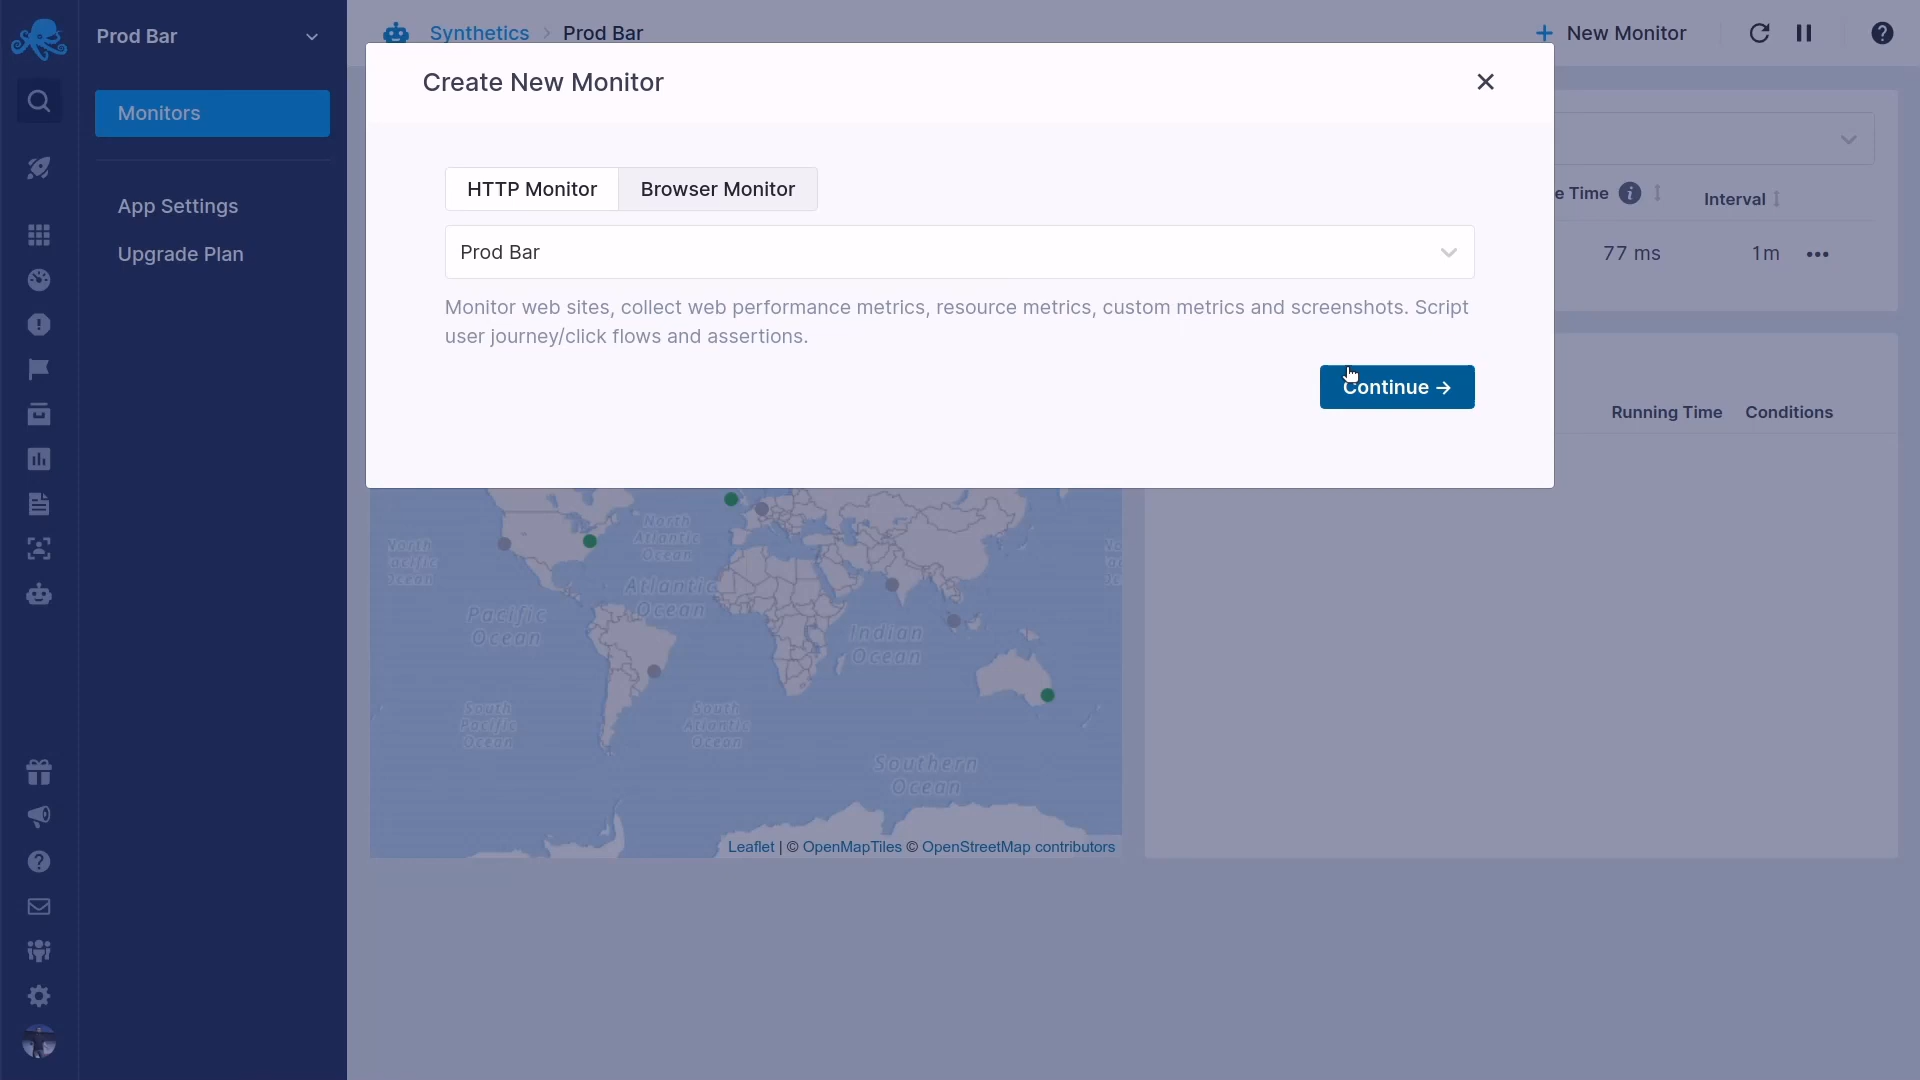 Prod Bar
Monitors
App Settings
Upgrade Plan
Synthetics > Prod Bar
+ New Monitor
Create New Monitor
HTTP Monitor
Browser Monitor
Prod Bar
Monitor web sites, collect web performance metrics, resource metrics, custom metrics and screenshots. Script
user journey/click flows and assertions.
Continue →
e Time
Interval
77 ms
1m
Running Time
Conditions
North
Atlantic
Ocean
North
Pacific
Ocean
Atlantic
Ocean
Pacific
Ocean
Indian
Ocean
South
Pacific
Ocean
South
Atlantic
Ocean
Southern
Ocean
Leaflet | © OpenMapTiles © OpenStreetMap contributors